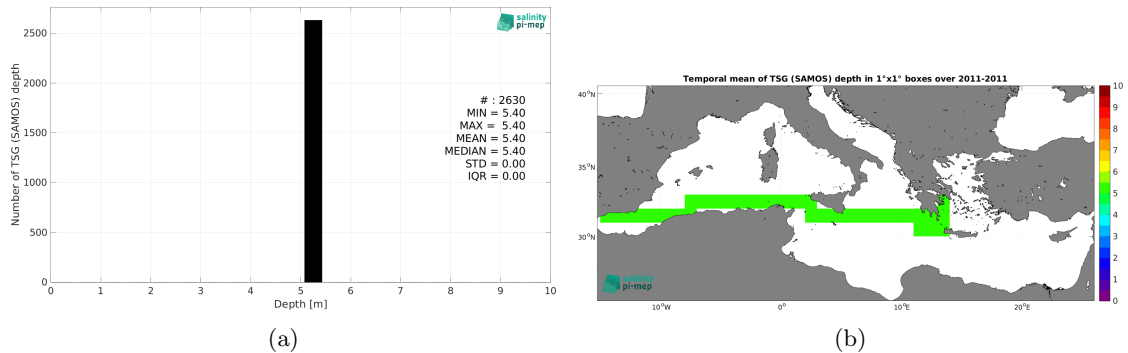 salinity
pi-mep
Number of TSG (SAMOS) depth
2500
2000
1500
1000
500
0
# : 2630
MIN = 5.40
MAX = 5.40
MEAN = 5.40
MEDIAN = 5.40
STD = 0.00
IQR = 0.00
0 1 2 3 4 5 6 7 8 9 10
Depth [m]
(a)
Temporal mean of TSG (SAMOS) depth in 1°x1° boxes over 2011-2011
40°N
35°N
30°N
10°W 0° 10°E 20°E
salinity
pi-mep
10
9
8
7
6
5
4
3
2
1
0
(b)